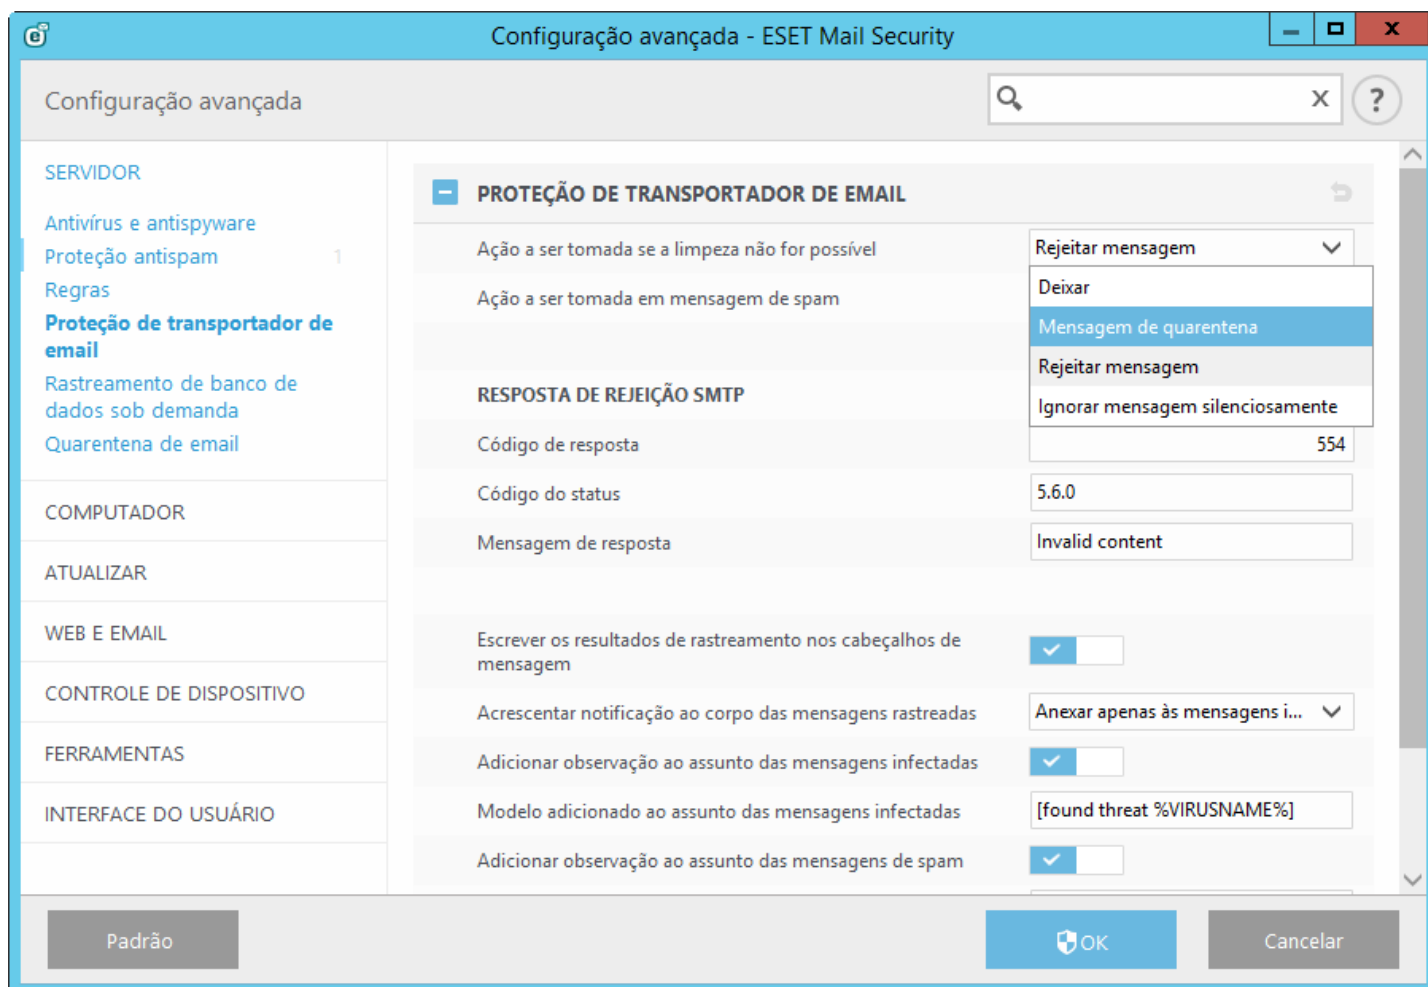 Configuração avançada - ESET Mail Security
Configuração avançada
?
SERVIDOR
Antivírus e antispyware
Proteção antispam 1
Regras
Proteção de transportador de
email
Rastreamento de banco de
dados sob demanda
Quarentena de email
COMPUTADOR
ATUALIZAR
WEB E EMAIL
CONTROLE DE DISPOSITIVO
FERRAMENTAS
INTERFACE DO USUÁRIO
PROTEÇÃO DE TRANSPORTADOR DE EMAIL
Ação a ser tomada se a limpeza não for possível
Rejeitar mensagem
Deixar
Mensagem de quarentena
Rejeitar mensagem
Ignorar mensagem silenciosamente
Ação a ser tomada em mensagem de spam
RESPOSTA DE REJEIÇÃO SMTP
Código de resposta 554
Código do status 5.6.0
Mensagem de resposta Invalid content
Escrever os resultados de rastreamento nos cabeçalhos de
mensagem
Acrescentar notificação ao corpo das mensagens rastreadas Anexar apenas às mensagens i...
Adicionar observação ao assunto das mensagens infectadas
Modelo adicionado ao assunto das mensagens infectadas [found threat %VIRUSNAME%]
Adicionar observação ao assunto das mensagens de spam
Padrão
OK
Cancelar